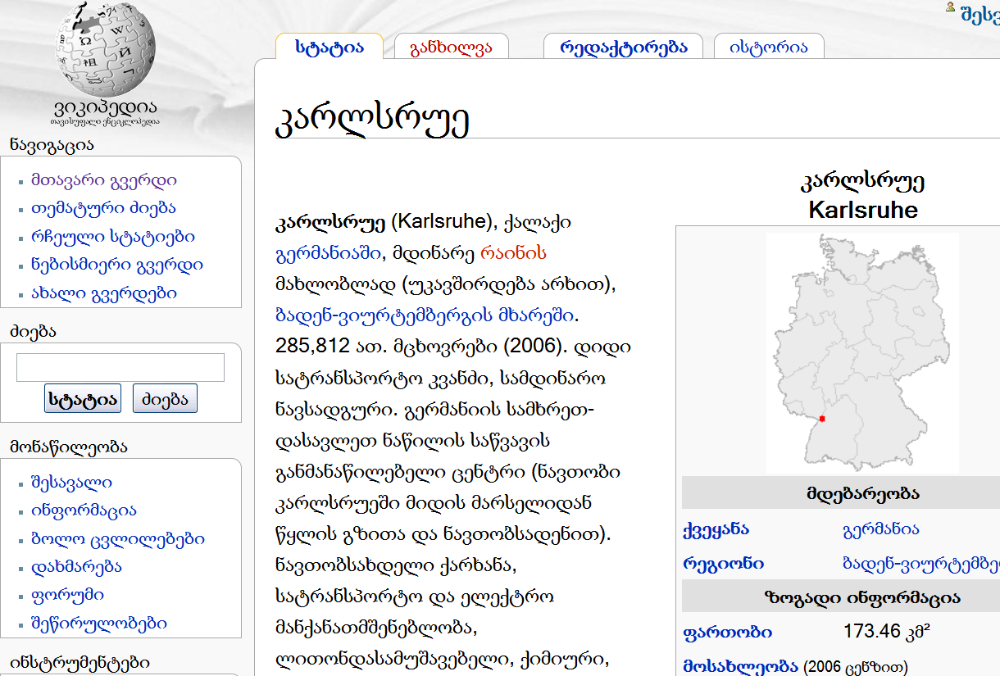 შესვ
სტატია
განხილვა
რედაქტირება
ისტორია
ვიკიპედია
თავისუფალი ენციკლოპედია
ნავიგაცია
მთავარი გვერდი
თემატური ძიება
რჩეული სტატიები
ნებისმიერი გვერდი
ახალი გვერდები
ძიება
სტატია ძიება
მონაწილეობა
შესავალი
ინფორმაცია
ბოლო ცვლილებები
დახმარება
ფორუმი
შეწირულობები
ინსტრუმენტები
კარლსრუე
კარლსრუე (Karlsruhe), ქალაქი
გერმანიაში, მდინარე რაინის
მახლობლად (უკავშირდება არხით),
ბადენ-ვიურტემბერგის მხარეში.
285,812 ათ. მცხოვრები (2006). დიდი
სატრანსპორტო კვანძი, სამდინარო
ნავსადგური. გერმანიის სამხრეთ-
დასავლეთ ნაწილის საწვავის
განმანაწილებელი ცენტრი (ნავთობი
კარლსრუეში მიდის მარსელიდან
წყლის გზითა და ნავთობსადენით).
ნავთობსახდელი ქარხანა,
სატრანსპორტო და ელექტრო
მანქანათმშენებლობა,
ლითონდასამუშავებელი, ქიმიური,
კარლსრუე
Karlsruhe
მდებარეობა
ქვეყანა გერმანია
რეგიონი ბადენ-ვიურტემბე
ზოგადი ინფორმაცია
ფართობი 173.46 კმ²
მოსახლეობა (2006 ცენზით)